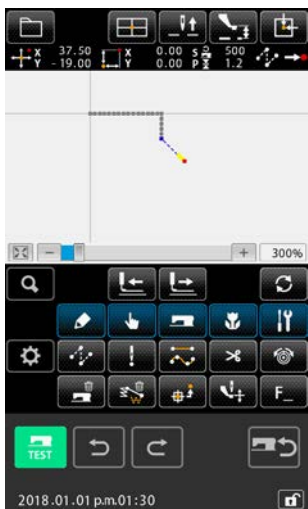 X 37.50 X 0.00 S 500
Y -19.00 Y 0.00 P 1.2
300%
W
F_
TEST
2018.01.01 p.m.01:30